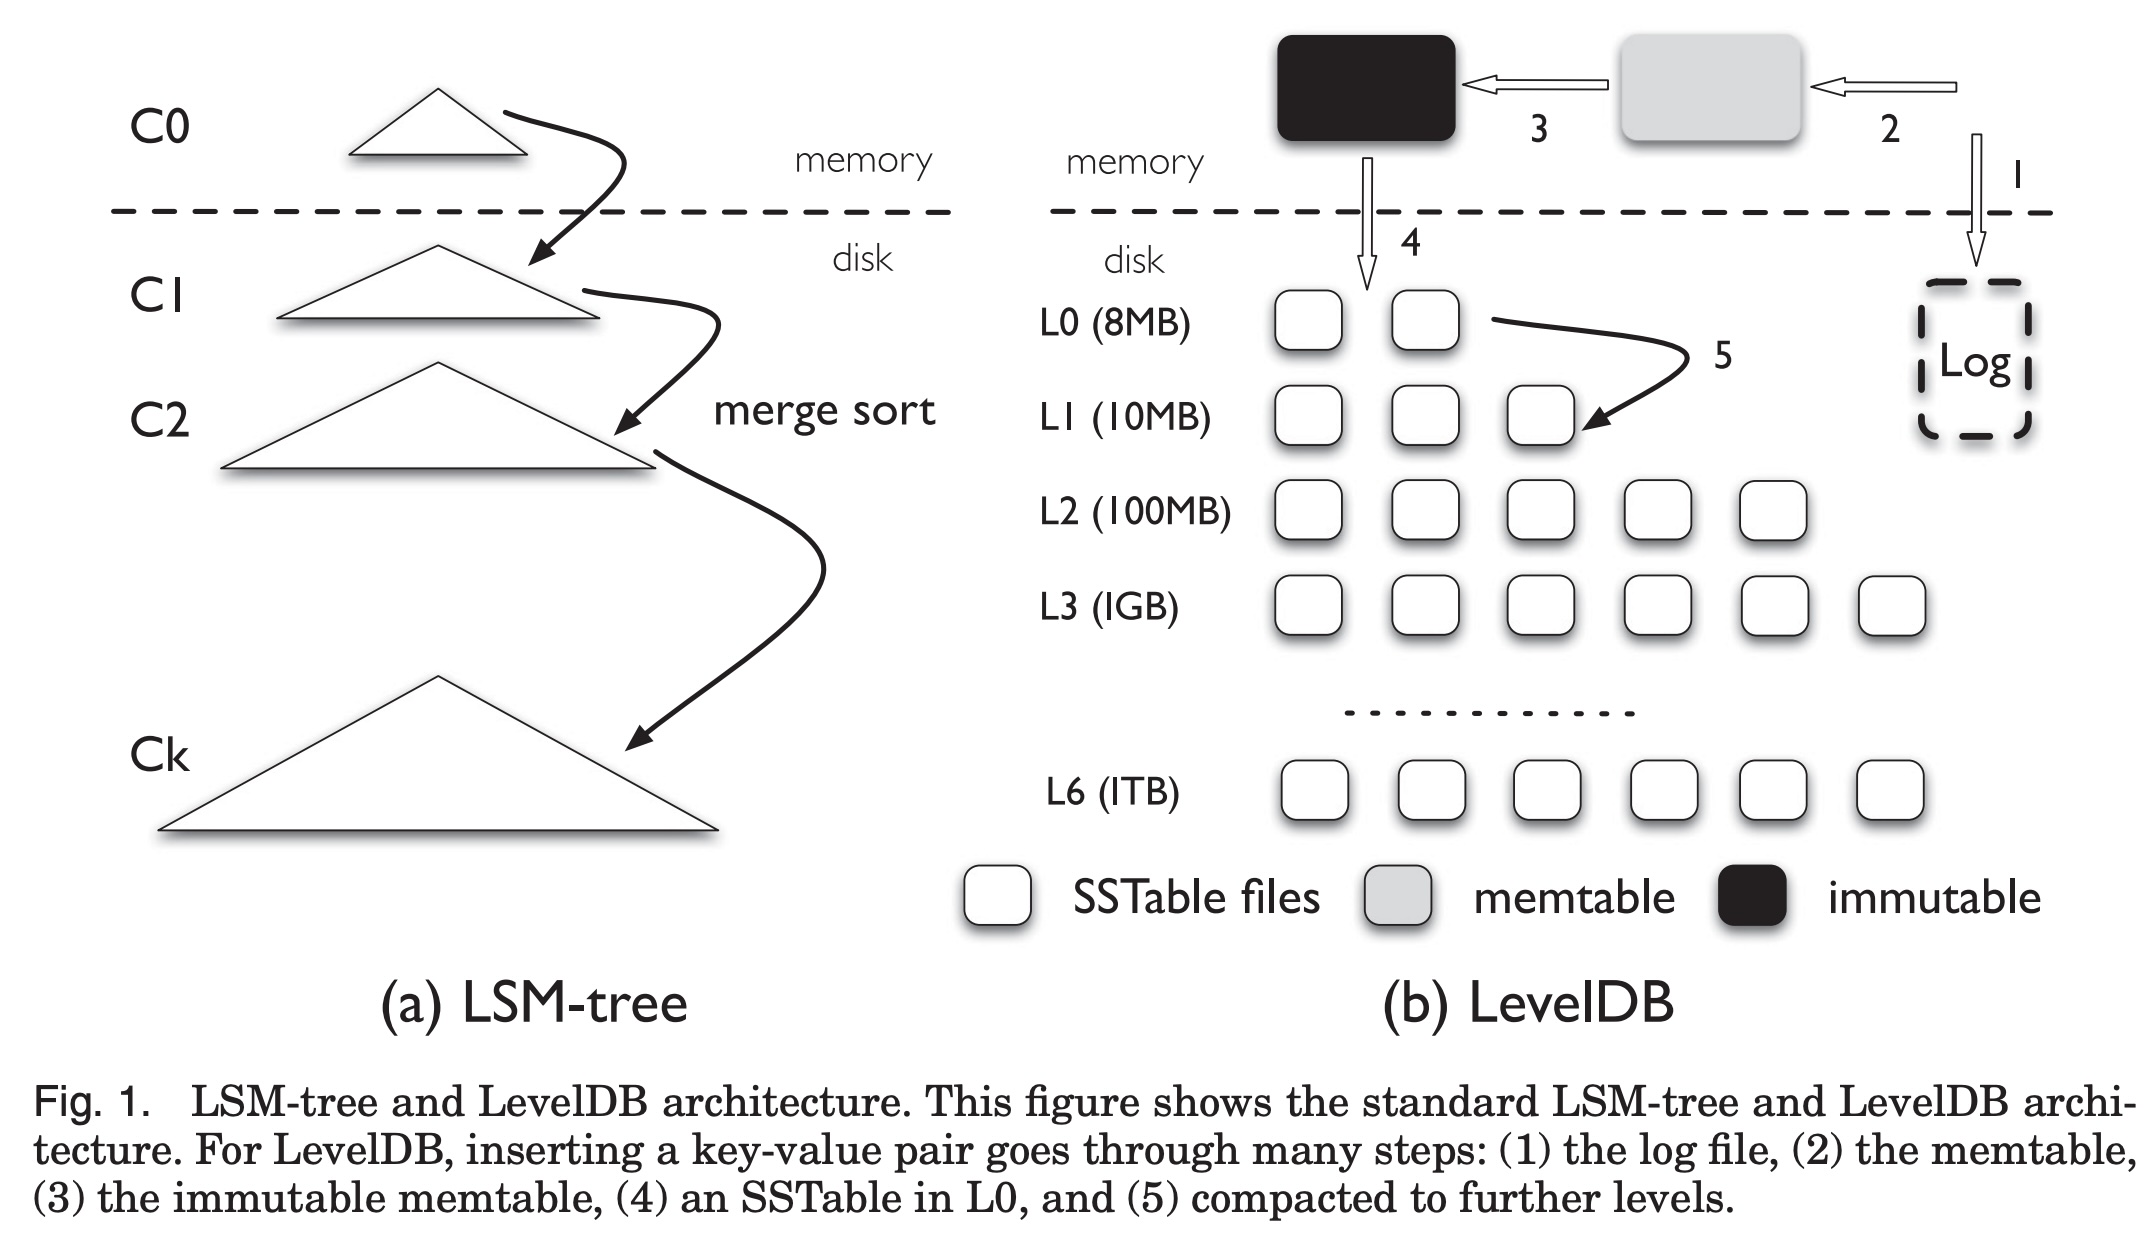 C0
memory
disk
C1
C2
merge sort
Ck
(a) LSM-tree
3
2
memory
1
4
disk
L0 (8MB)
5
Log
L1 (10MB)
L2 (100MB)
L3 (1GB)
L6 (1TB)
SSTable files memtable immutable
(b) LevelDB
Fig. 1. LSM-tree and LevelDB architecture. This figure shows the standard LSM-tree and LevelDB archi-
tecture. For LevelDB, inserting a key-value pair goes through many steps: (1) the log file, (2) the memtable,
(3) the immutable memtable, (4) an SSTable in L0, and (5) compacted to further levels.